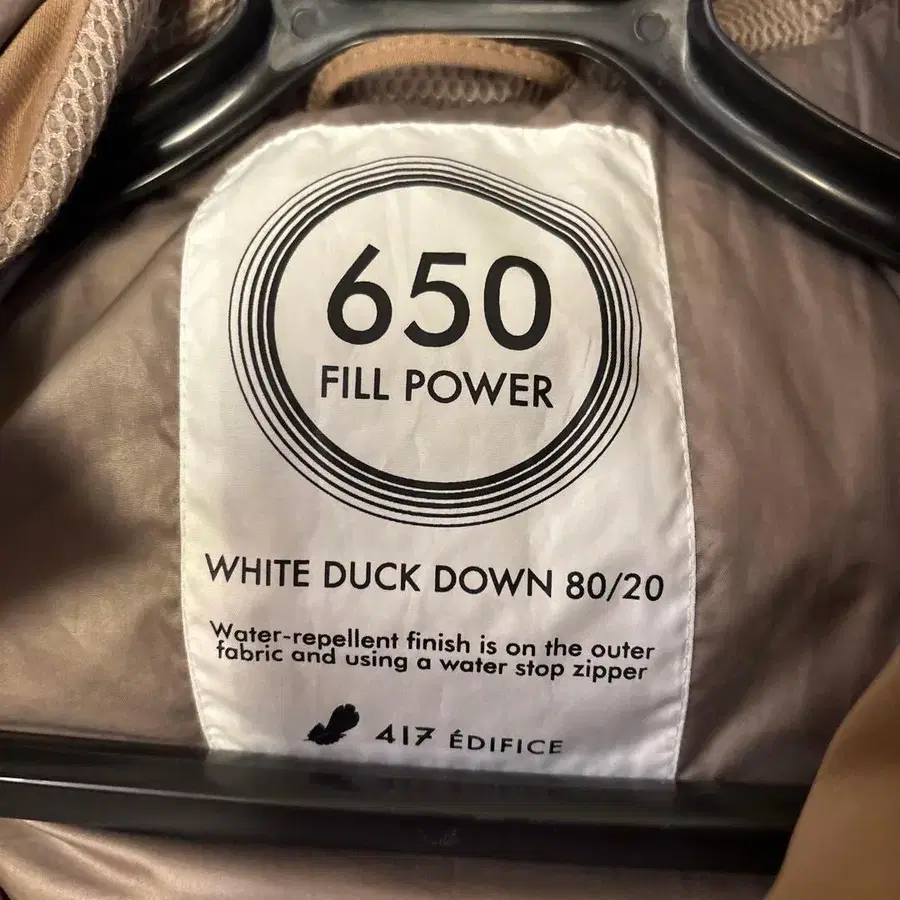 650
FILL POWER
WHITE DUCK DOWN 80/20
Water-repellent finish is on the outer
fabric and using a water stop zipper
417 ÉDIFICE